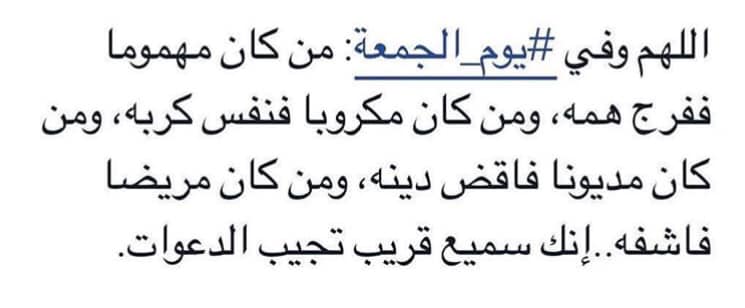 اللهم وفي #يوم_الجمعة: من كان مهموما
ففرج همه، ومن كان مكروبا فنفس كربه، ومن
كان مديونا فاقض دينه، ومن كان مريضا
فاشفه..إنك سميع قريب تجيب الدعوات.